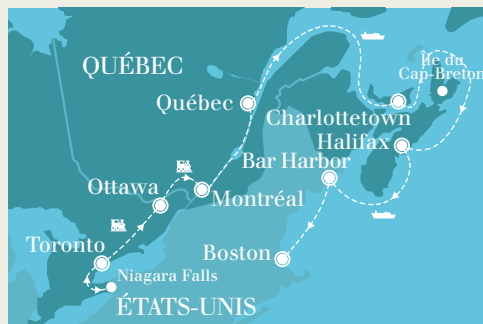 QUÉBEC
Île du
Cap-Breton
Québec
Charlottetown
Halifax
Bar Harbor
Ottawa
Montréal
Toronto
Boston
Niagara Falls
ÉTATS-UNIS